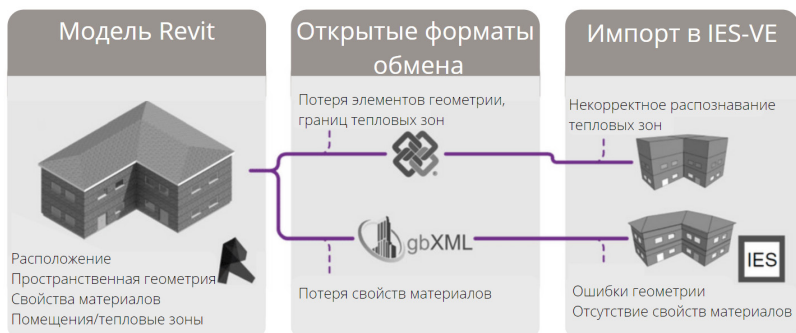 Модель Revit
Расположение
Пространственная геометрия
Свойства материалов
Помещения/тепловые зоны
Открытые форматы
обмена
Потеря элементов геометрии,
границ тепловых зон
gbXML
Потеря свойств материалов
Импорт в IES-VE
Некорректное распознавание
тепловых зон
IES
Ошибки геометрии
Отсутствие свойств материалов